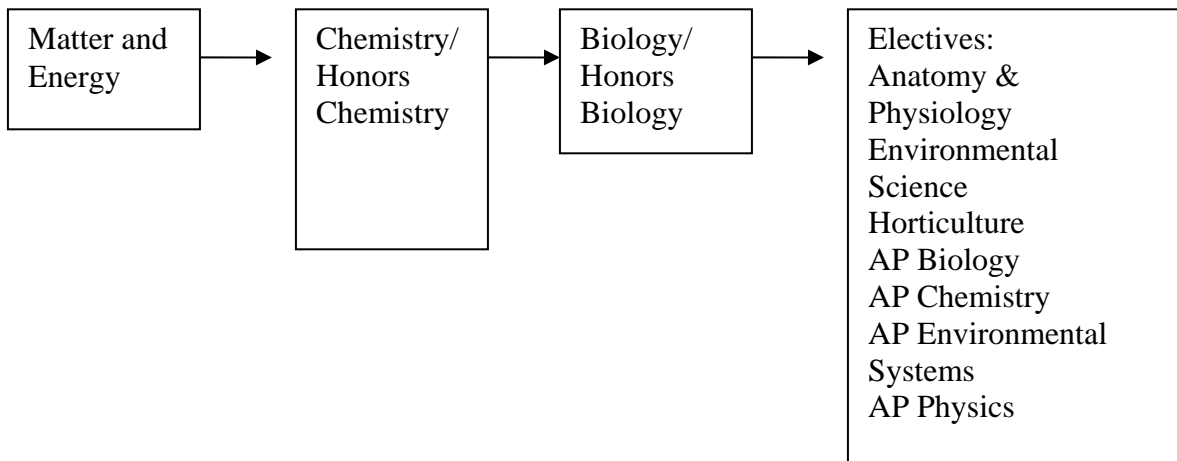 Matter and
Energy
Chemistry/
Honors
Chemistry
Biology/
Honors
Biology
Electives:
Anatomy &
Physiology
Environmental
Science
Horticulture
AP Biology
AP Chemistry
AP Environmental
Systems
AP Physics